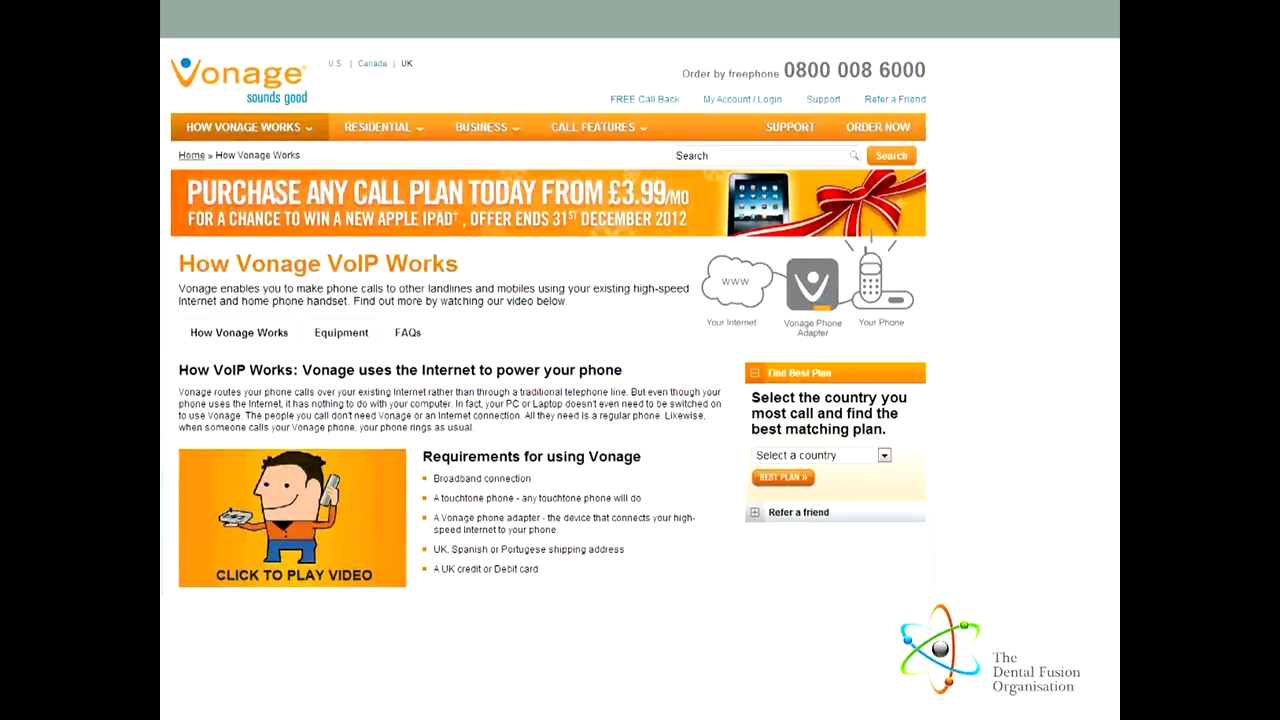 Vonage®
sounds good
US | Canada | UK
Order by freephone 0800 008 6000
FREE Call Back My Account / Login Support Refer a Friend
HOW VONAGE WORKS RESIDENTIAL BUSINESS CALL FEATURES SUPPORT ORDER NOW
Home » How Vonage Works
Search Search
PURCHASE ANY CALL PLAN TODAY FROM £3.99/MO
FOR A CHANCE TO WIN A NEW APPLE IPAD†, OFFER ENDS 31ST DECEMBER 2012
How Vonage VoIP Works
Vonage enables you to make phone calls to other landlines and mobiles using your existing high-speed
Internet and home phone handset. Find out more by watching our video below.
WWW
Your Internet
Vonage Phone
Adapter
Your Phone
How Vonage Works Equipment FAQs
How VoIP Works: Vonage uses the Internet to power your phone
Vonage routes your phone calls over your existing Internet rather than through a traditional telephone line. But even though your
phone uses the Internet, it has nothing to do with your computer. In fact, your PC or Laptop doesn't even need to be switched on
to use Vonage. The people you call don't need Vonage or an Internet connection. All they need is a regular phone. Likewise,
when someone calls your Vonage phone, your phone rings as usual.
CLICK TO PLAY VIDEO
Requirements for using Vonage
Broadband connection
A touchtone phone - any touchtone phone will do
A Vonage phone adapter - the device that connects your high-
speed Internet to your phone.
UK, Spanish or Portugese shipping address
A UK credit or Debit card
Find Best Plan
Select the country you
most call and find the
best matching plan.
Select a country
BEST PLAN »
Refer a friend
The
Dental Fusion
Organisation